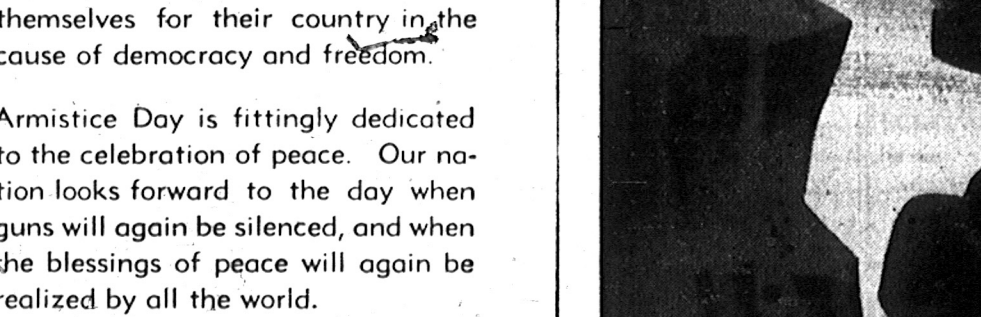 themselves for their country in the
cause of democracy and freedom.
Armistice Day is fittingly dedicated
to the celebration of peace. Our na-
tion looks forward to the day when
guns will again be silenced, and when
the blessings of peace will again be
realized by all the world.